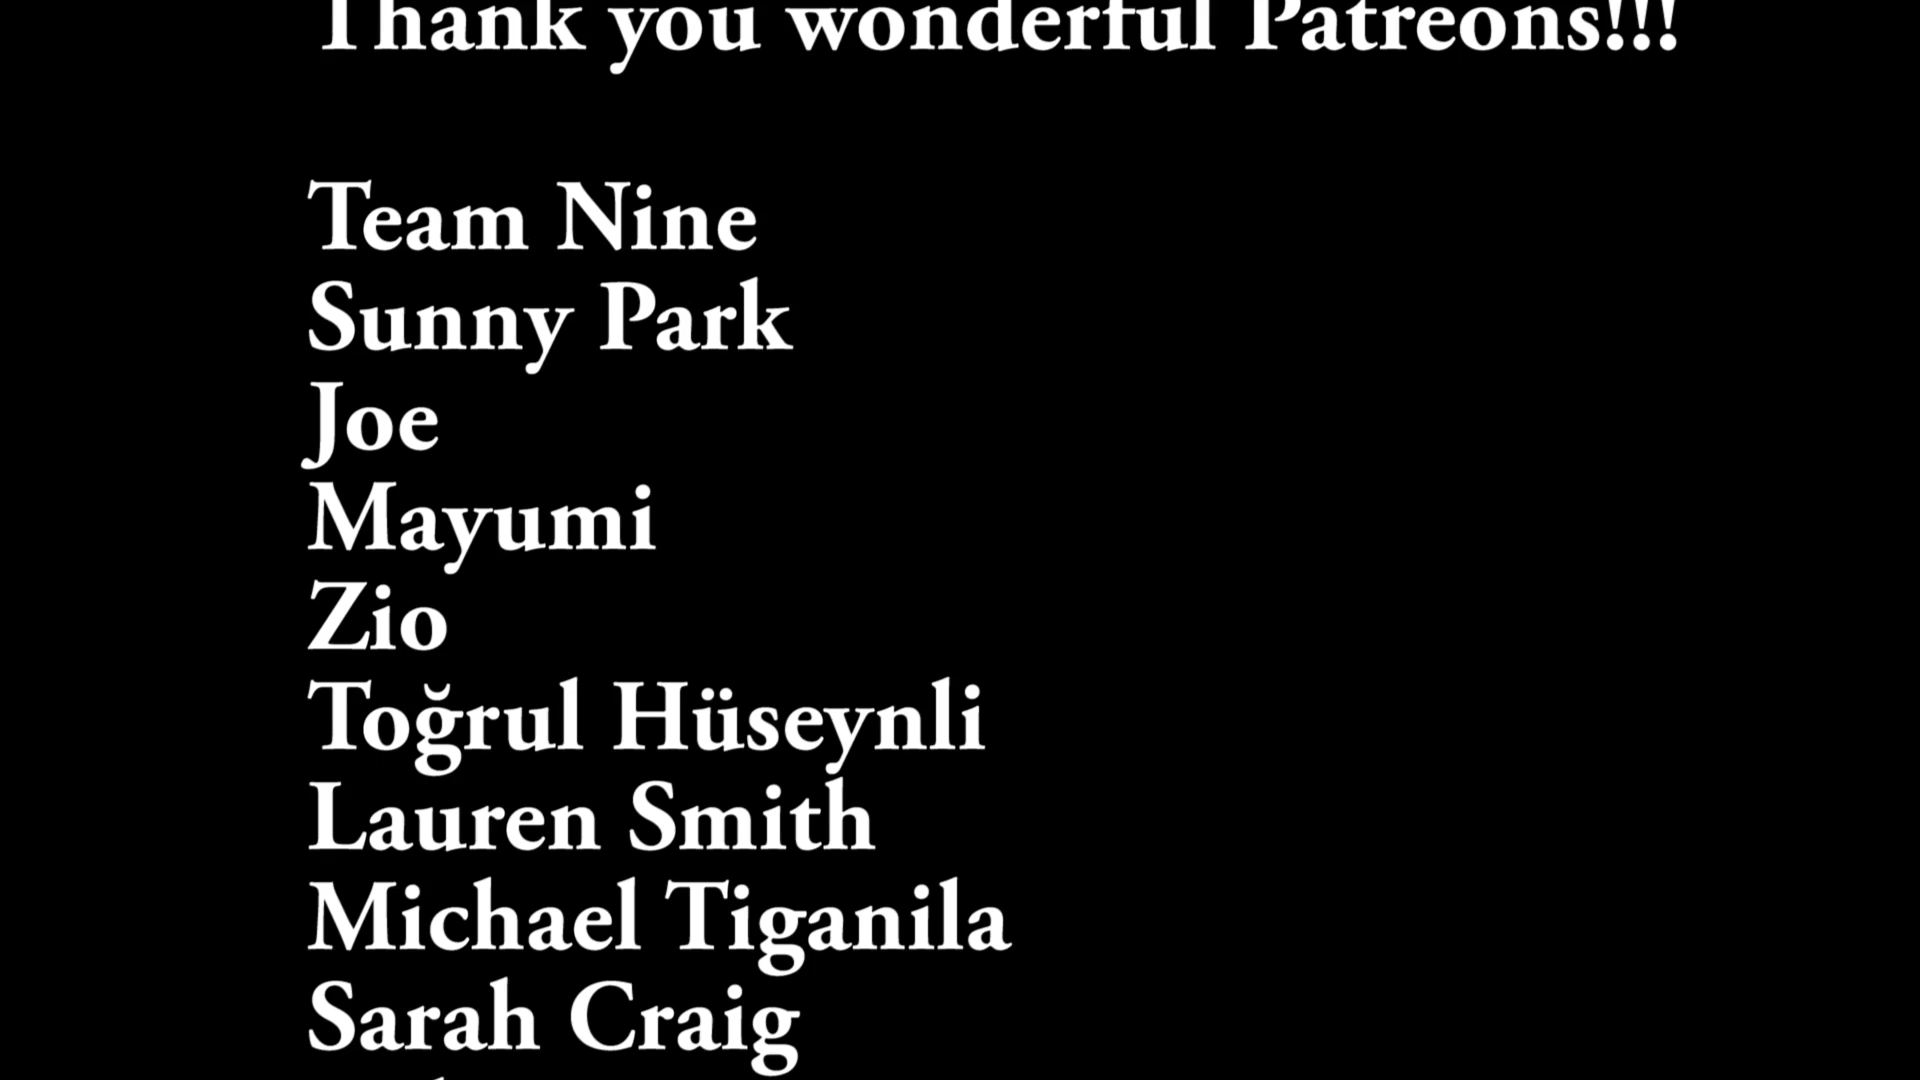 Thank you wonderful Patreons!!!
Team Nine
Sunny Park
Joe
Mayumi
Zio
Toğrul Hüseynli
Lauren Smith
Michael Tiganila
Sarah Craig